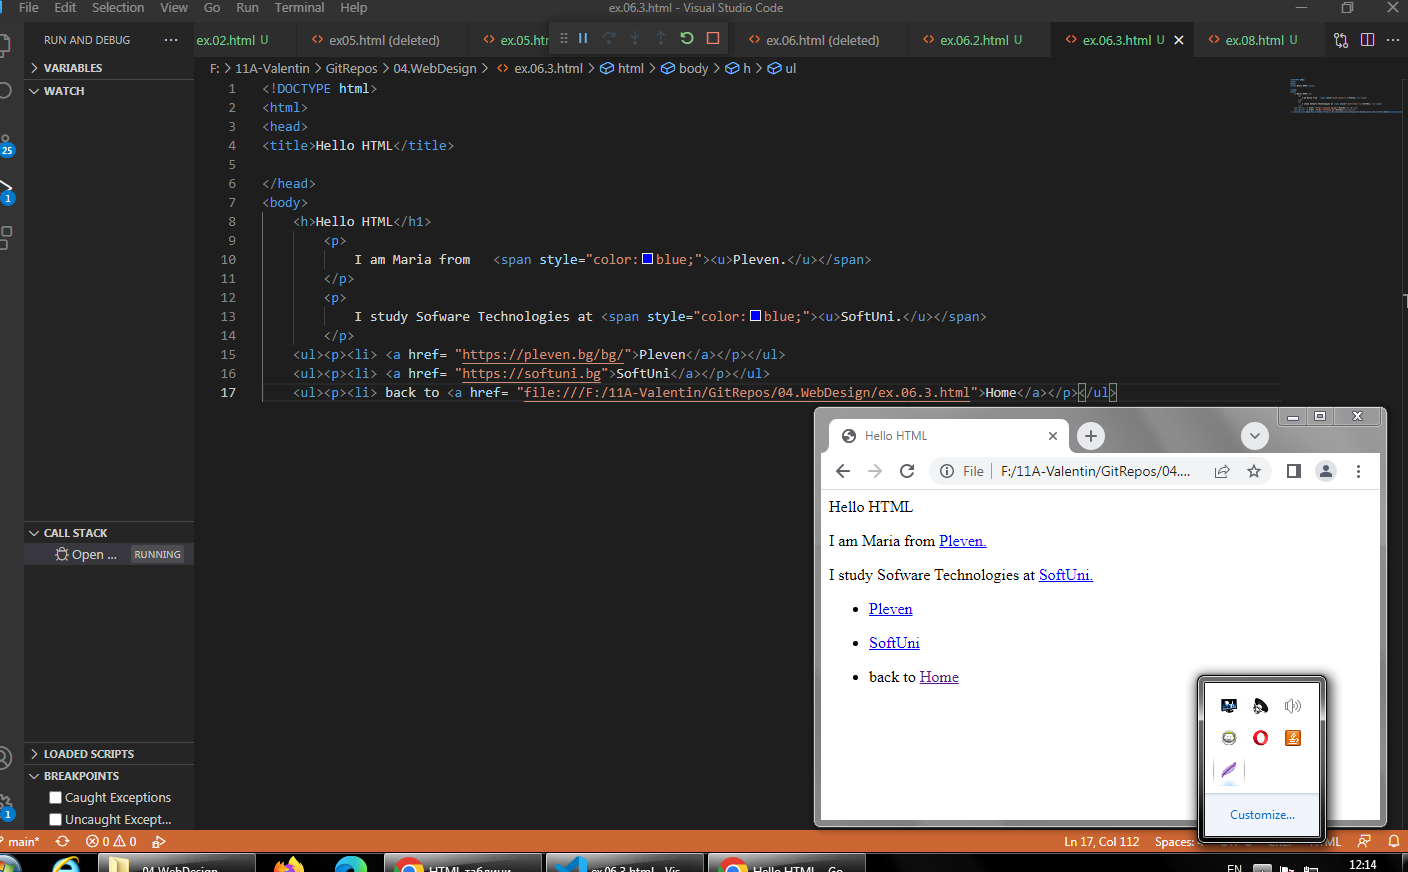 File Edit Selection View Go Run Terminal Help
ex.06.3.html - Visual Studio Code
RUN AND DEBUG ···
ex.02.html U
ex05.html (deleted)
ex.05.htm
ex.06.html (deleted)
ex.06.2.html U
ex.06.3.html U
ex.08.html U
F: > 11A-Valentin > GitRepos > 04.WebDesign > ex.06.3.html > html > body > h > ul
VARIABLES
WATCH
25
1
1 <!DOCTYPE html>
2 <html>
3 <head>
4 <title>Hello HTML</title>
5
6 </head>
7 <body>
8 <h>Hello HTML</h1>
9 <p>
10 I am Maria from   <span style="color:blue;"><u>Pleven.</u></span>
11 </p>
12 <p>
13 I study Sofware Technologies at <span style="color:blue;"><u>SoftUni.</u></span>
14 </p>
15 <ul><p><li> <a href= "https://pleven.bg/bg/">Pleven</a></p></ul>
16 <ul><p><li> <a href= "https://softuni.bg">SoftUni</a></p></ul>
17 <ul><p><li> back to <a href= "file:///F:/11A-Valentin/GitRepos/04.WebDesign/ex.06.3.html">Home</a></p></ul>
CALL STACK
Open ... RUNNING
LOADED SCRIPTS
BREAKPOINTS
Caught Exceptions
Uncaught Except...
1
Hello HTML
File | F:/11A-Valentin/GitRepos/04....
Hello HTML
I am Maria from Pleven.
I study Sofware Technologies at SoftUni.
• Pleven
• SoftUni
• back to Home
Customize...
main* 0 0
Ln 17, Col 112 Spaces: HTML
04.WebDesign
HTML таблици
ex.06.3.html - Vis...
Hello HTML - Go...
EN
12:14